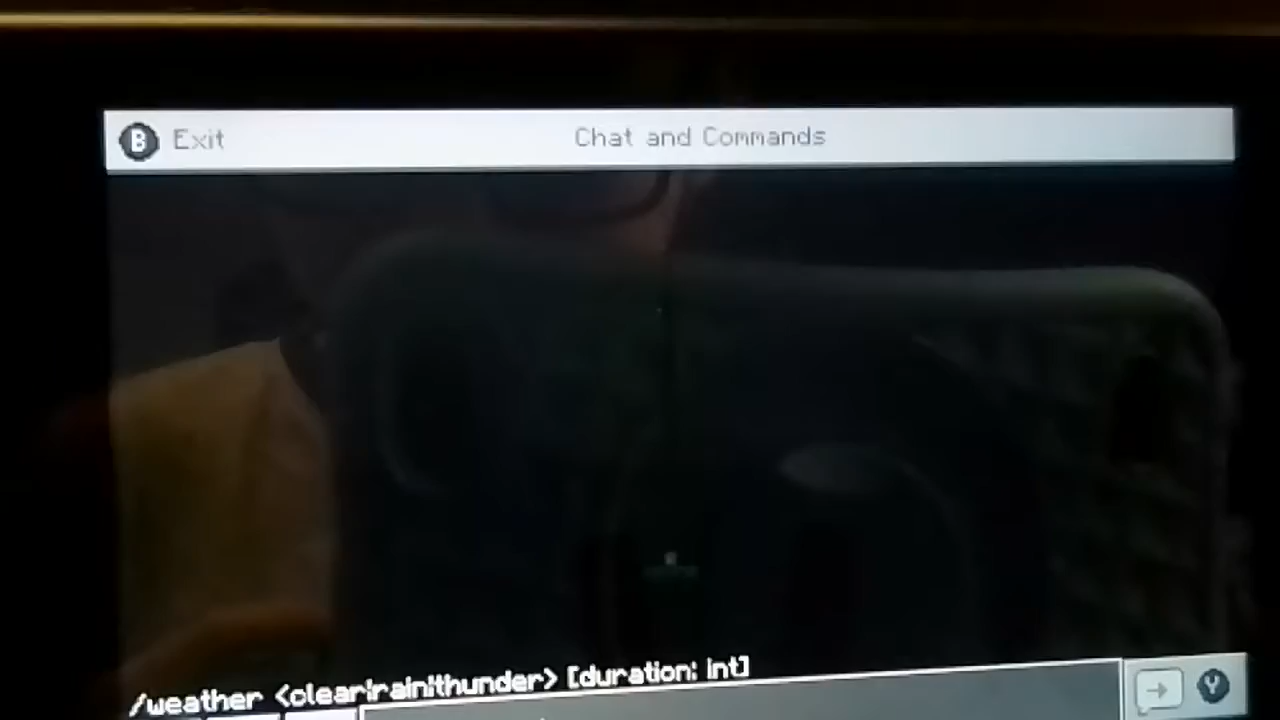 B Exit
Chat and Commands
/weather <clear|rain|thunder> [duration: int]
Y